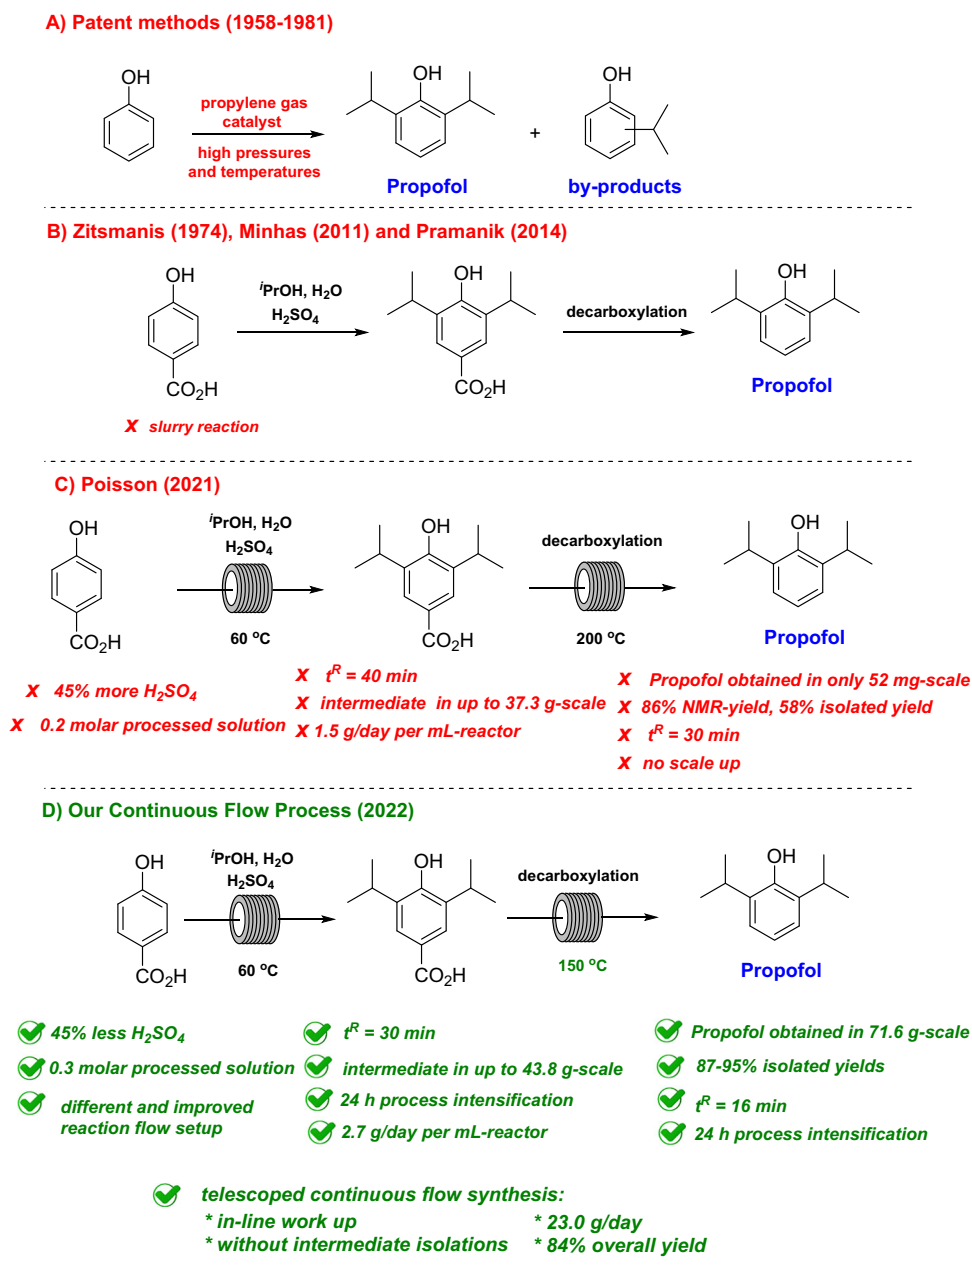 A) Patent methods (1958-1981)
OH
propylene gas
catalyst
high pressures
and temperatures
OH
Propofol
+
OH
by-products
B) Zitsmanis (1974), Minhas (2011) and Pramanik (2014)
OH
CO2H
iPrOH, H2O
H2SO4
OH
CO2H
decarboxylation
OH
Propofol
x slurry reaction
C) Poisson (2021)
OH
CO2H
iPrOH, H2O
H2SO4
60 oC
OH
CO2H
decarboxylation
200 oC
OH
Propofol
x 45% more H2SO4
x 0.2 molar processed solution
x tR = 40 min
x intermediate in up to 37.3 g-scale
x 1.5 g/day per mL-reactor
x Propofol obtained in only 52 mg-scale
x 86% NMR-yield, 58% isolated yield
x tR = 30 min
x no scale up
D) Our Continuous Flow Process (2022)
OH
CO2H
iPrOH, H2O
H2SO4
60 oC
OH
CO2H
decarboxylation
150 oC
OH
Propofol
45% less H2SO4
0.3 molar processed solution
different and improved
reaction flow setup
tR = 30 min
intermediate in up to 43.8 g-scale
24 h process intensification
2.7 g/day per mL-reactor
Propofol obtained in 71.6 g-scale
87-95% isolated yields
tR = 16 min
24 h process intensification
telescoped continuous flow synthesis:
* in-line work up
* without intermediate isolations
* 23.0 g/day
* 84% overall yield